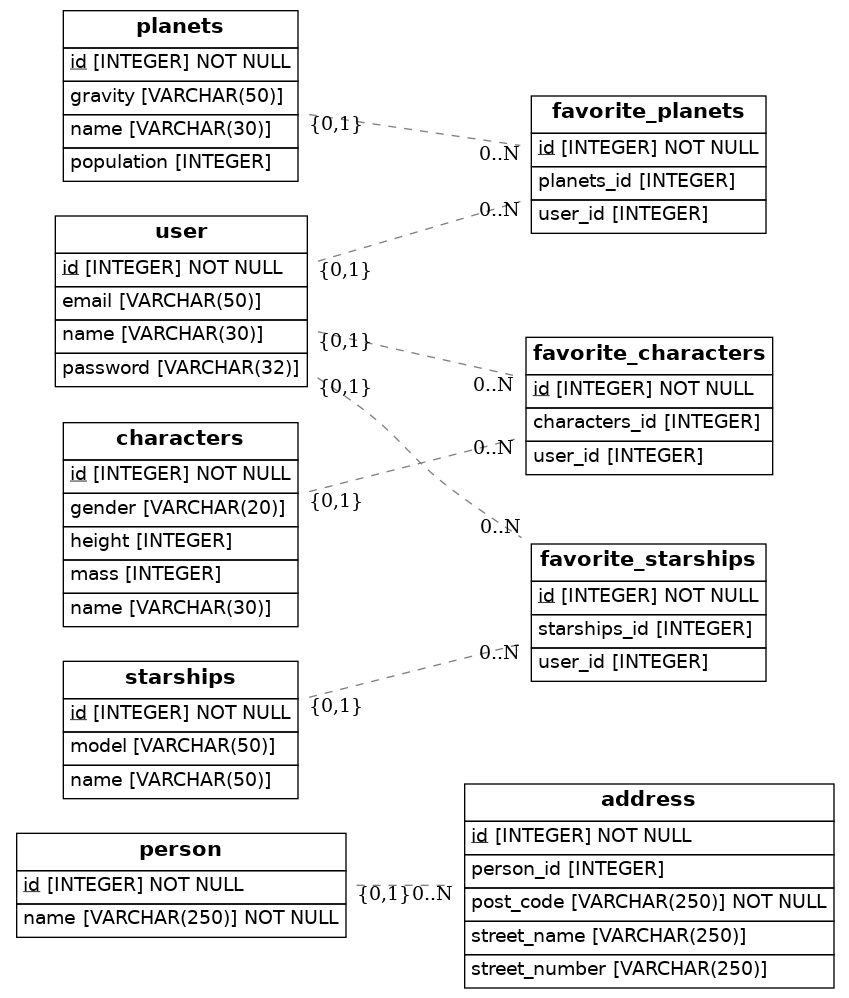 planets
id [INTEGER] NOT NULL
gravity [VARCHAR(50)]
name [VARCHAR(30)]
population [INTEGER]
{0,1}
0..N
favorite_planets
id [INTEGER] NOT NULL
planets_id [INTEGER]
user_id [INTEGER]
user
id [INTEGER] NOT NULL
email [VARCHAR(50)]
name [VARCHAR(30)]
password [VARCHAR(32)]
0..N
{0,1}
{0,1}
0..N
{0,1}
favorite_characters
id [INTEGER] NOT NULL
characters_id [INTEGER]
user_id [INTEGER]
characters
id [INTEGER] NOT NULL
gender [VARCHAR(20)]
height [INTEGER]
mass [INTEGER]
name [VARCHAR(30)]
0..N
{0,1}
0..N
favorite_starships
id [INTEGER] NOT NULL
starships_id [INTEGER]
user_id [INTEGER]
starships
id [INTEGER] NOT NULL
model [VARCHAR(50)]
name [VARCHAR(50)]
0..N
{0,1}
person
id [INTEGER] NOT NULL
name [VARCHAR(250)] NOT NULL
{0,1}
0..N
address
id [INTEGER] NOT NULL
person_id [INTEGER]
post_code [VARCHAR(250)] NOT NULL
street_name [VARCHAR(250)]
street_number [VARCHAR(250)]